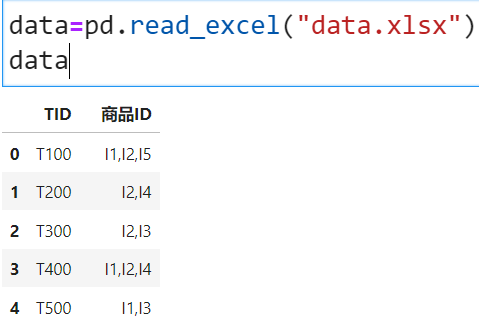 data=pd.read_excel("data.xlsx")
data
TID 商品ID
0 T100 I1,I2,I5
1 T200 I2,I4
2 T300 I2,I3
3 T400 I1,I2,I4
4 T500 I1,I3